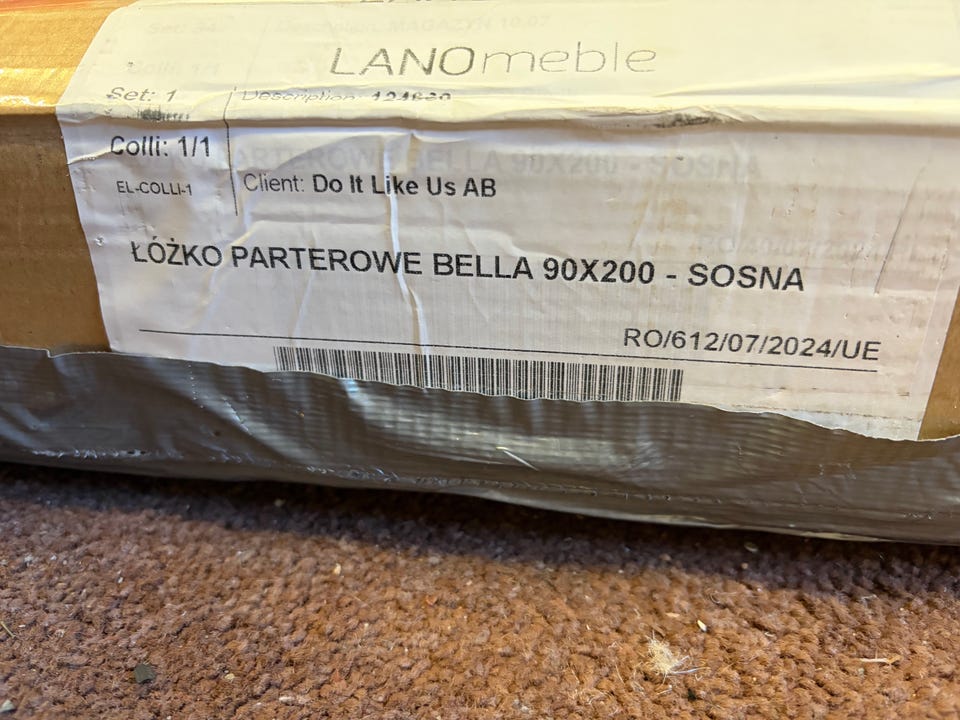 LANOmeble
Set: 1
Description:
Colli: 1/1
EL-COLLI-1
Client: Do It Like Us AB
ŁÓŻKO PARTEROWE BELLA 90X200 - SOSNA
RO/612/07/2024/UE